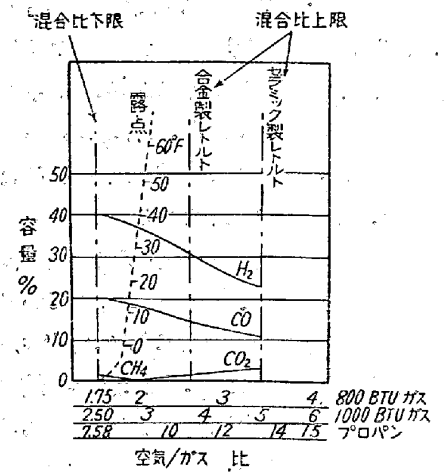 混合比下限
混合比上限
露点
合金製レトルト
セラミック製レトルト
60°F
50
40
30
20
10
0
容量%
50
40
30
20
10
0
H₂
CO
CO₂
CH₄
1.75 2 3 4 800 BTU ガス
2.50 3 4 5 6 1000 BTU ガス
7.58 10 12 14 15 プロパン
空気/ガス 比